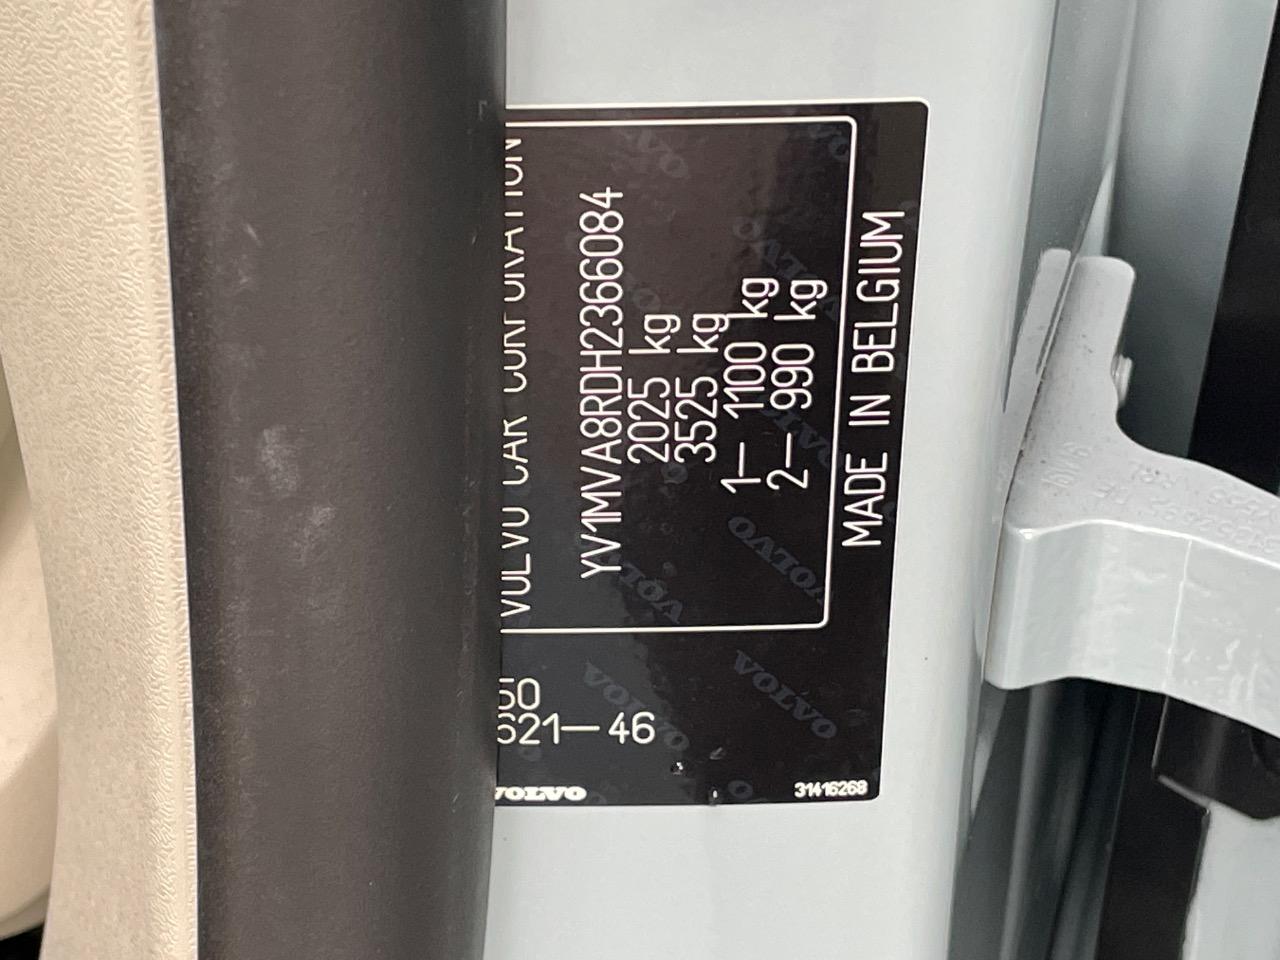 VOLVO CAR CORPORATION
YV1MVA8RDH2366084
2025 kg
3525 kg
1— 1100 kg
2— 990 kg
MADE IN BELGIUM
50
621—46
VOLVO
31416268